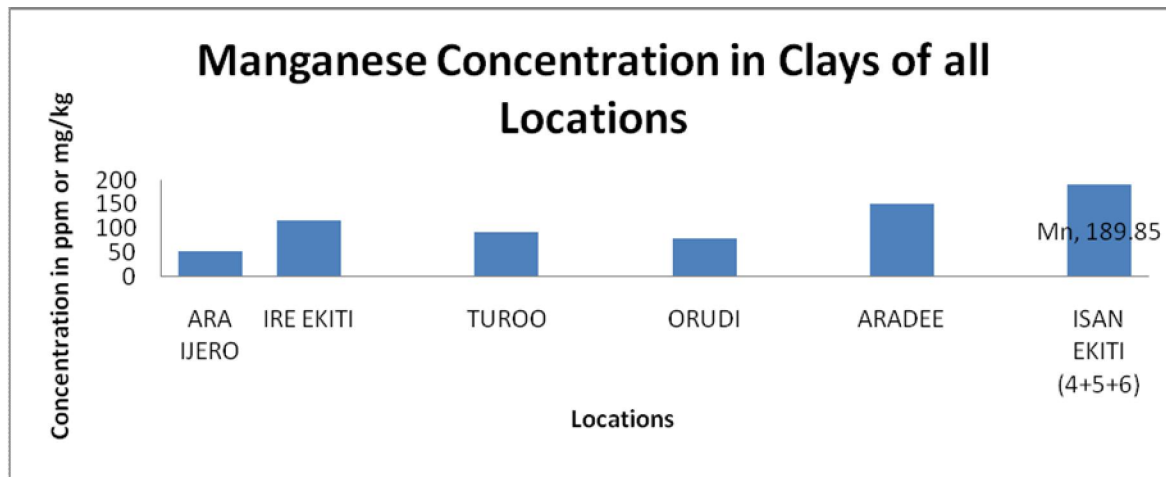 Manganese Concentration in Clays of all
Locations
Concentration in ppm or mg/kg
200
150
100
50
0
Mn, 189.85
ARA
IJERO
IRE EKITI
TUROO
ORUDI
ARADEE
ISAN
EKITI
(4+5+6)
Locations